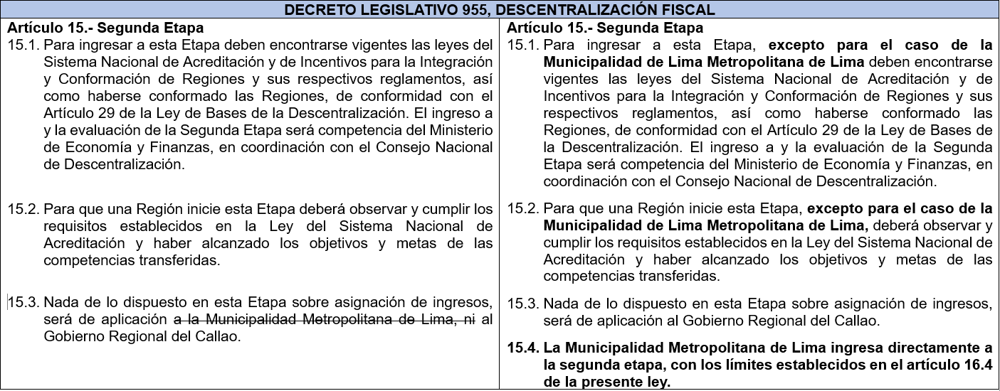 DECRETO LEGISLATIVO 955, DESCENTRALIZACIÓN FISCAL
Artículo 15.- Segunda Etapa
15.1. Para ingresar a esta Etapa deben encontrarse vigentes las leyes del
Sistema Nacional de Acreditación y de Incentivos para la Integración
y Conformación de Regiones y sus respectivos reglamentos, así
como haberse conformado las Regiones, de conformidad con el
Artículo 29 de la Ley de Bases de la Descentralización. El ingreso a
y la evaluación de la Segunda Etapa será competencia del Ministerio
de Economía y Finanzas, en coordinación con el Consejo Nacional
de Descentralización.
15.2. Para que una Región inicie esta Etapa deberá observar y cumplir los
requisitos establecidos en la Ley del Sistema Nacional de
Acreditación y haber alcanzado los objetivos y metas de las
competencias transferidas.
15.3. Nada de lo dispuesto en esta Etapa sobre asignación de ingresos,
será de aplicación a la Municipalidad Metropolitana de Lima, ni al
Gobierno Regional del Callao.
Artículo 15.- Segunda Etapa
15.1. Para ingresar a esta Etapa, excepto para el caso de la
Municipalidad de Lima Metropolitana de Lima deben encontrarse
vigentes las leyes del Sistema Nacional de Acreditación y de
Incentivos para la Integración y Conformación de Regiones y sus
respectivos reglamentos, así como haberse conformado las
Regiones, de conformidad con el Artículo 29 de la Ley de Bases de
la Descentralización. El ingreso a y la evaluación de la Segunda
Etapa será competencia del Ministerio de Economía y Finanzas, en
coordinación con el Consejo Nacional de Descentralización.
15.2. Para que una Región inicie esta Etapa, excepto para el caso de la
Municipalidad de Lima Metropolitana de Lima, deberá observar y
cumplir los requisitos establecidos en la Ley del Sistema Nacional de
Acreditación y haber alcanzado los objetivos y metas de las
competencias transferidas.
15.3. Nada de lo dispuesto en esta Etapa sobre asignación de ingresos,
será de aplicación al Gobierno Regional del Callao.
15.4. La Municipalidad Metropolitana de Lima ingresa directamente a
la segunda etapa, con los límites establecidos en el artículo 16.4
de la presente ley.